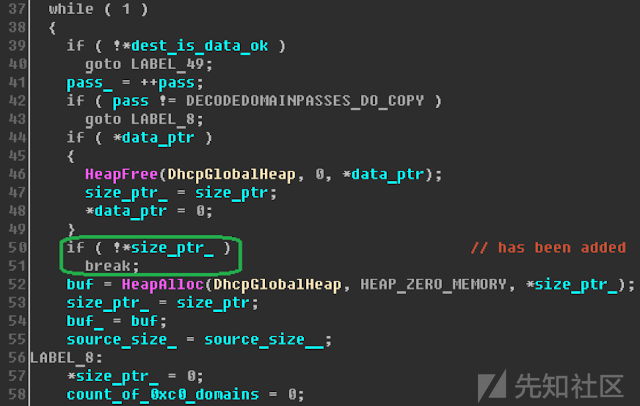 37 while ( 1 )
38 {
39 if ( !*dest_is_data_ok )
40 goto LABEL_49;
41 pass_ = ++pass;
42 if ( pass != DECODEDOMAINPASSES_DO_COPY )
43 goto LABEL_8;
44 if ( *data_ptr )
45 {
46 HeapFree(DhcpGlobalHeap, 0, *data_ptr);
47 size_ptr_ = size_ptr;
48 *data_ptr = 0;
49 }
50 if ( !*size_ptr_ ) // has been added
51 break;
52 buf = HeapAlloc(DhcpGlobalHeap, HEAP_ZERO_MEMORY, *size_ptr_);
53 size_ptr_ = size_ptr;
54 buf_ = buf;
55 source_size_ = source_size__;
56 LABEL_8:
57 *size_ptr_ = 0;
58 count_of_0xc0_domains = 0;
先知社区